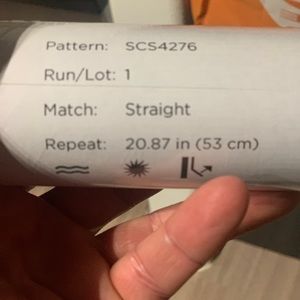 Pattern: SCS4276
Run/Lot: 1
Match: Straight
Repeat: 20.87 in (53 cm)